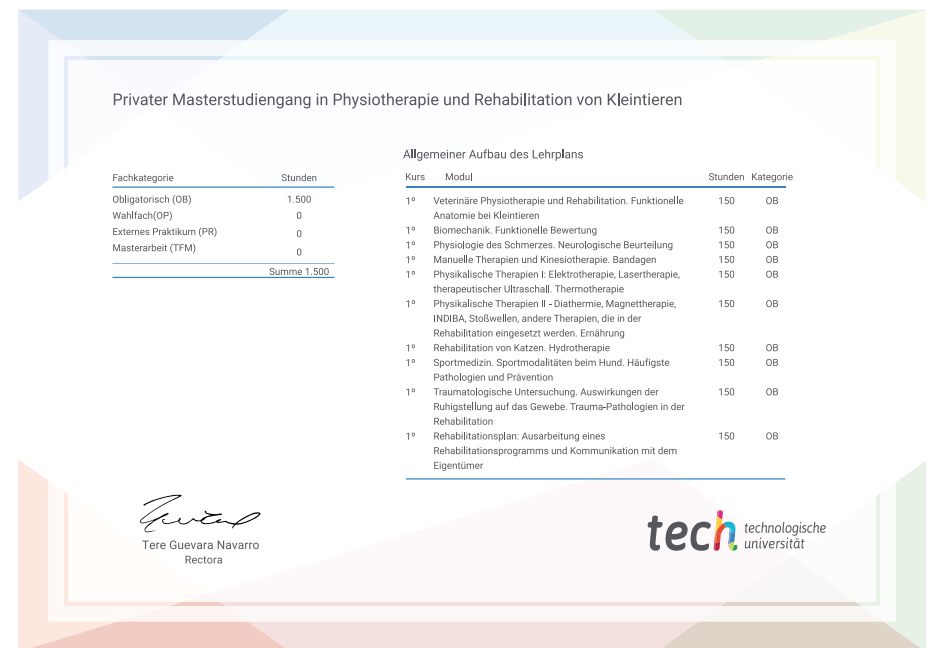 Privater Masterstudiengang in Physiotherapie und Rehabilitation von Kleintieren
Fachkategorie Stunden
Obligatorisch (OB) 1.500
Wahlfach(OP) 0
Externes Praktikum (PR) 0
Masterarbeit (TFM) 0
Summe 1.500
Allgemeiner Aufbau des Lehrplans
Kurs Modul Stunden Kategorie
1º Veterinäre Physiotherapie und Rehabilitation. Funktionelle 150 OB
Anatomie bei Kleintieren
1º Biomechanik. Funktionelle Bewertung 150 OB
1º Physiologie des Schmerzes. Neurologische Beurteilung 150 OB
1º Manuelle Therapien und Kinesiotherapie. Bandagen 150 OB
1º Physikalische Therapien I: Elektrotherapie, Lasertherapie, 150 OB
therapeutischer Ultraschall. Thermotherapie
1º Physikalische Therapien II - Diathermie, Magnettherapie, 150 OB
INDIBA, Stoßwellen, andere Therapien, die in der
Rehabilitation eingesetzt werden. Ernährung
1º Rehabilitation von Katzen. Hydrotherapie 150 OB
1º Sportmedizin. Sportmodalitäten beim Hund. Häufigste 150 OB
Pathologien und Prävention
1º Traumatologische Untersuchung. Auswirkungen der 150 OB
Ruhigstellung auf das Gewebe. Trauma-Pathologien in der
Rehabilitation
1º Rehabilitationsplan: Ausarbeitung eines 150 OB
Rehabilitationsprogramms und Kommunikation mit dem
Eigentümer
Tere Guevara Navarro
Rectora
tech technologische
universität